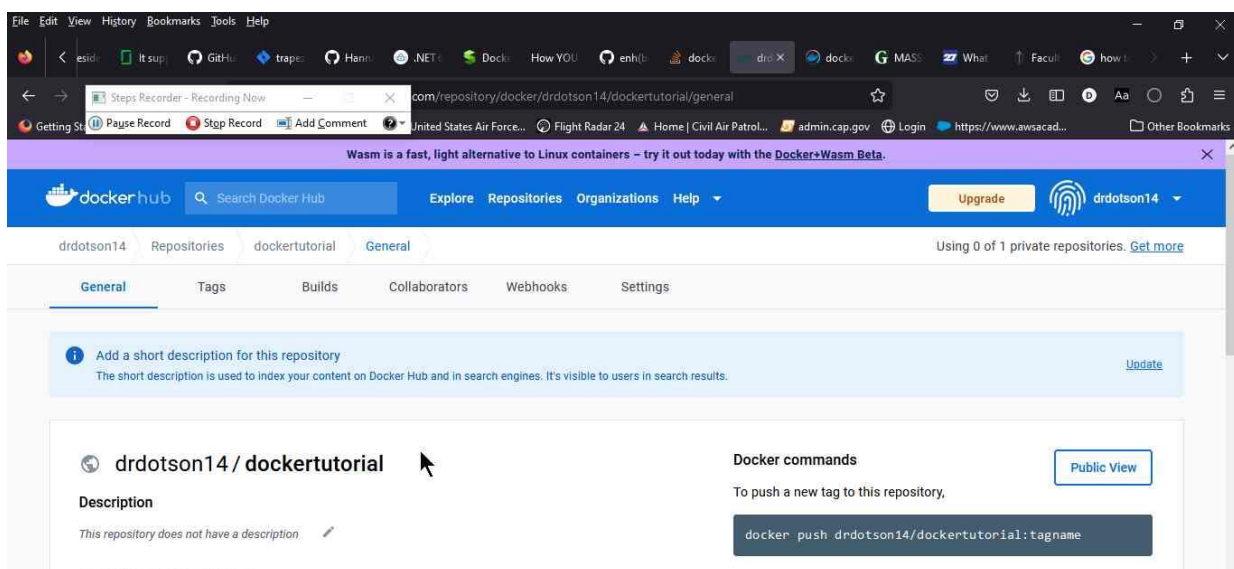 File Edit View History Bookmarks Tools Help
eside It sup GitHu trape: Hann .NET Dock How YOU enh(b docke drd docke MASS What Facul how t
Steps Recorder - Recording Now com/repository/docker/drdotson14/dockertutorial/general
Getting St Pause Record Stop Record Add Comment United States Air Force... Flight Radar 24 Home | Civil Air Patrol... admin.cap.gov Login https://www.awsacad... Other Bookmarks
Wasm is a fast, light alternative to Linux containers – try it out today with the Docker+Wasm Beta.
dockerhub Search Docker Hub Explore Repositories Organizations Help Upgrade drdotson14
drdotson14 Repositories dockertutorial General Using 0 of 1 private repositories. Get more
General Tags Builds Collaborators Webhooks Settings
Add a short description for this repository
The short description is used to index your content on Docker Hub and in search engines. It's visible to users in search results.
Update
drdotson14 / dockertutorial
Description
This repository does not have a description
Docker commands
Public View
To push a new tag to this repository,
docker push drdotson14/dockertutorial:tagname